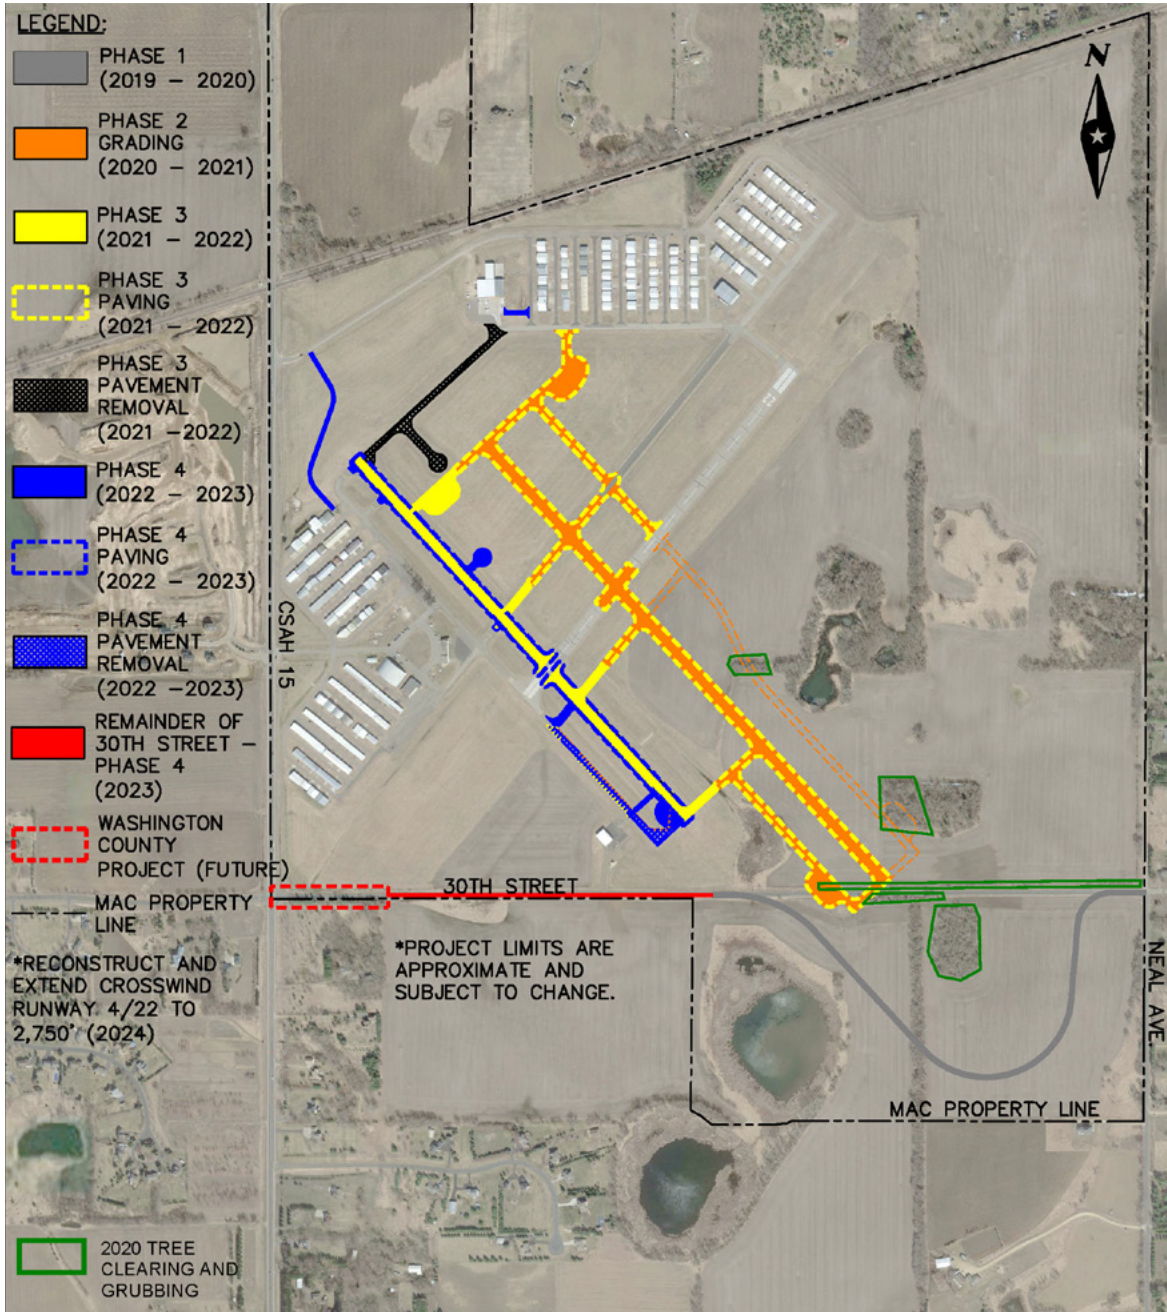 LEGEND:
PHASE 1
(2019 – 2020)
PHASE 2
GRADING
(2020 – 2021)
PHASE 3
(2021 – 2022)
PHASE 3
PAVING
(2021 – 2022)
PHASE 3
PAVEMENT
REMOVAL
(2021 –2022)
PHASE 4
(2022 – 2023)
PHASE 4
PAVING
(2022 – 2023)
PHASE 4
PAVEMENT
REMOVAL
(2022 –2023)
REMAINDER OF
30TH STREET –
PHASE 4
(2023)
WASHINGTON
COUNTY
PROJECT (FUTURE)
MAC PROPERTY
LINE
*RECONSTRUCT AND
EXTEND CROSSWIND
RUNWAY 4/22 TO
2,750' (2024)
2020 TREE
CLEARING AND
GRUBBING
N
CSAH 15
30TH STREET
*PROJECT LIMITS ARE
APPROXIMATE AND
SUBJECT TO CHANGE.
NEAL AVE.
MAC PROPERTY LINE